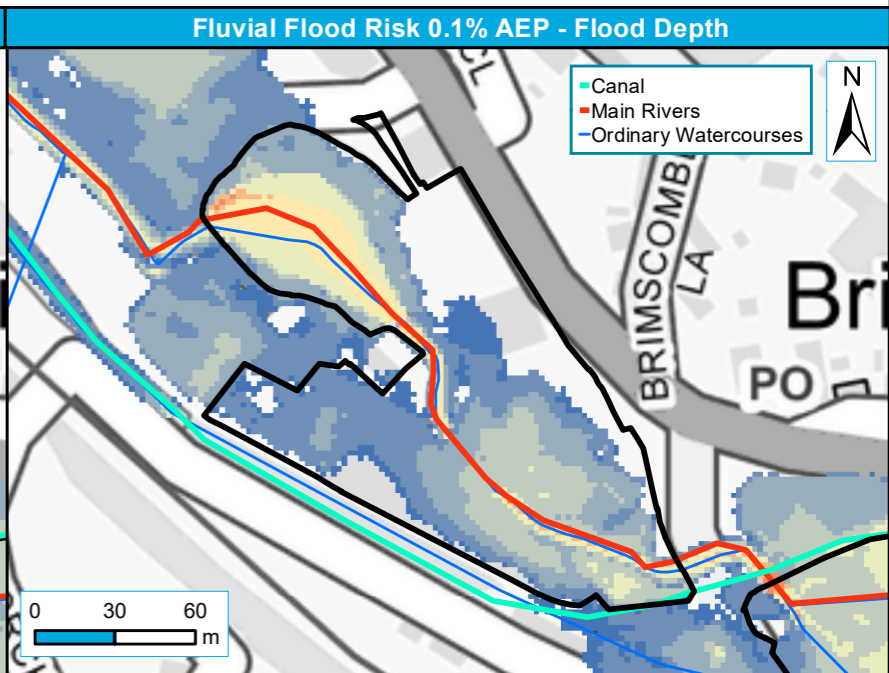 Fluvial Flood Risk 0.1% AEP - Flood Depth
CL
Canal
Main Rivers
Ordinary Watercourses
N
BRIMSCOMBE
LA
Bri
PO
0 30 60
m